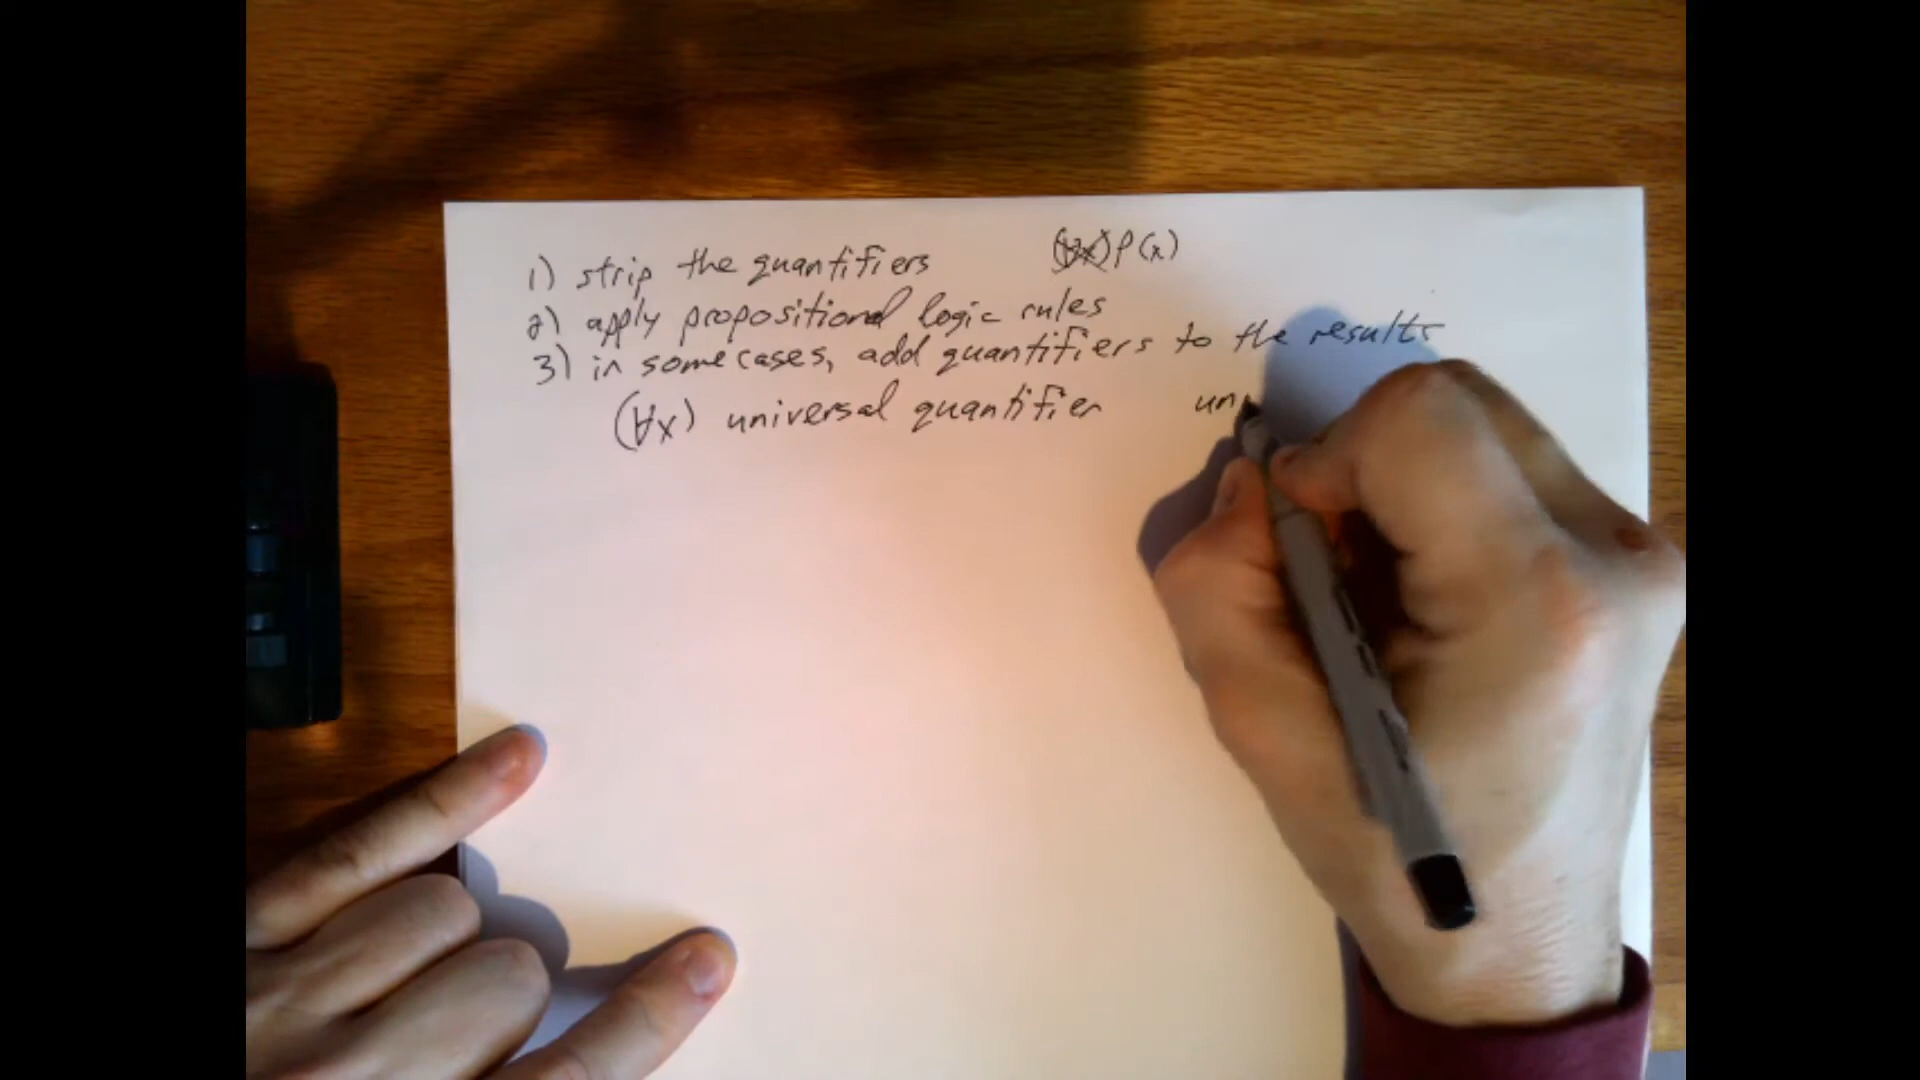 1) strip the quantifiers (∀x)P(x)
2) apply propositional logic rules
3) in some cases, add quantifiers to the results
(∀x) universal quantifier un